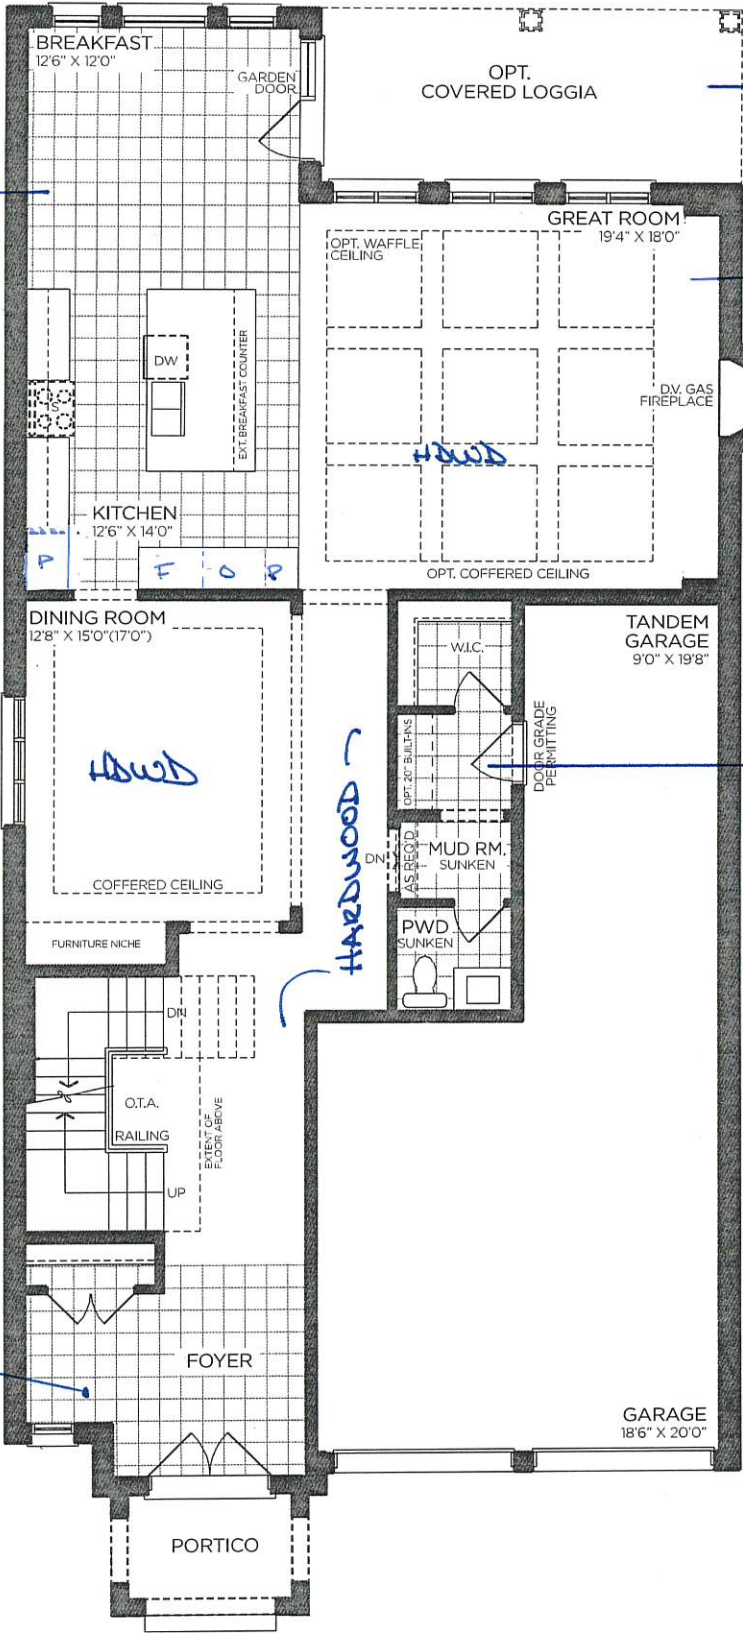 BREAKFAST
12'6" X 12'0"
GARDEN
DOOR
OPT.
COVERED LOGGIA
GREAT ROOM
19'4" X 18'0"
OPT. WAFFLE
CEILING
DW
EXT. BREAKFAST COUNTER
S
D.V. GAS
FIREPLACE
HDWD
KITCHEN
12'6" X 14'0"
P
F O P
OPT. COFFERED CEILING
DINING ROOM
12'8" X 15'0"(17'0")
TANDEM
GARAGE
9'0" X 19'8"
W.I.C.
OPT. 20" BUILT-INS
DOOR GRADE
PERMITTING
HDWD
HARDWOOD
DN
AS REQ'D
MUD RM.
SUNKEN
COFFERED CEILING
PWD
SUNKEN
FURNITURE NICHE
DN
O.T.A.
RAILING
EXTENT OF
FLOOR ABOVE
UP
FOYER
GARAGE
18'6" X 20'0"
PORTICO